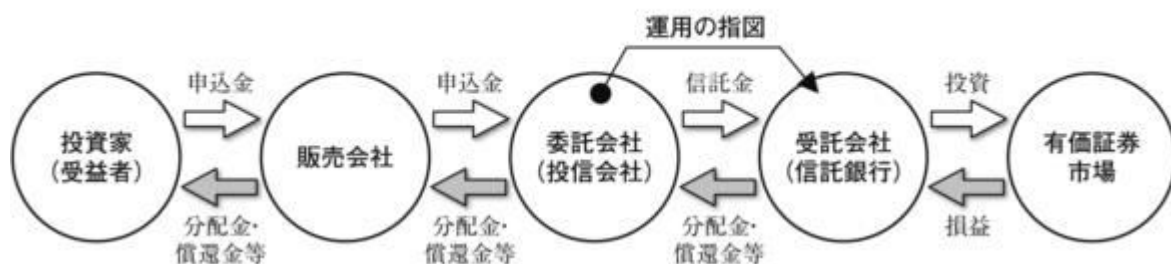 運用の指図
申込金
申込金
信託金
投資
投資家
(受益者)
販売会社
委託会社
(投信会社)
受託会社
(信託銀行)
有価証券
市場
分配金・
償還金等
分配金・
償還金等
分配金・
償還金等
損益